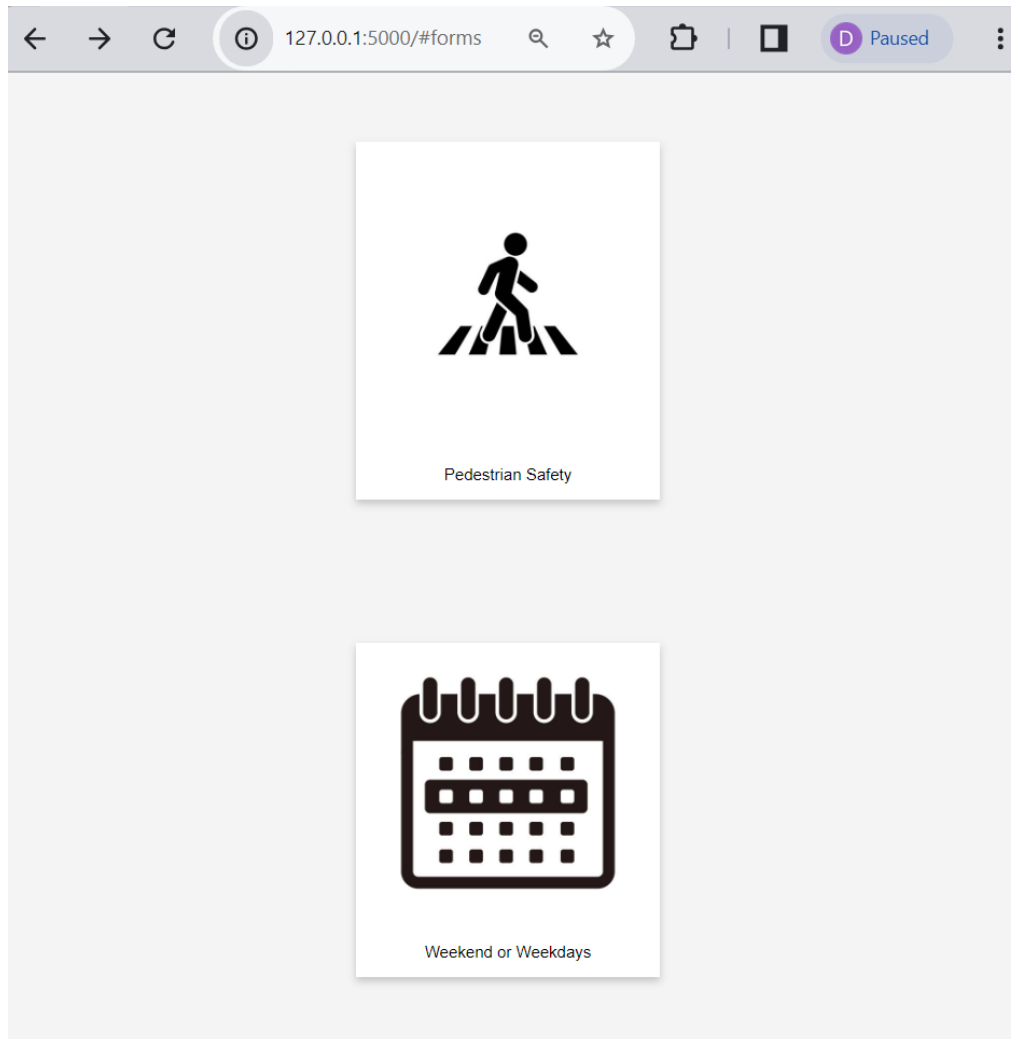 127.0.0.1:5000/#forms
D Paused
Pedestrian Safety
Weekend or Weekdays